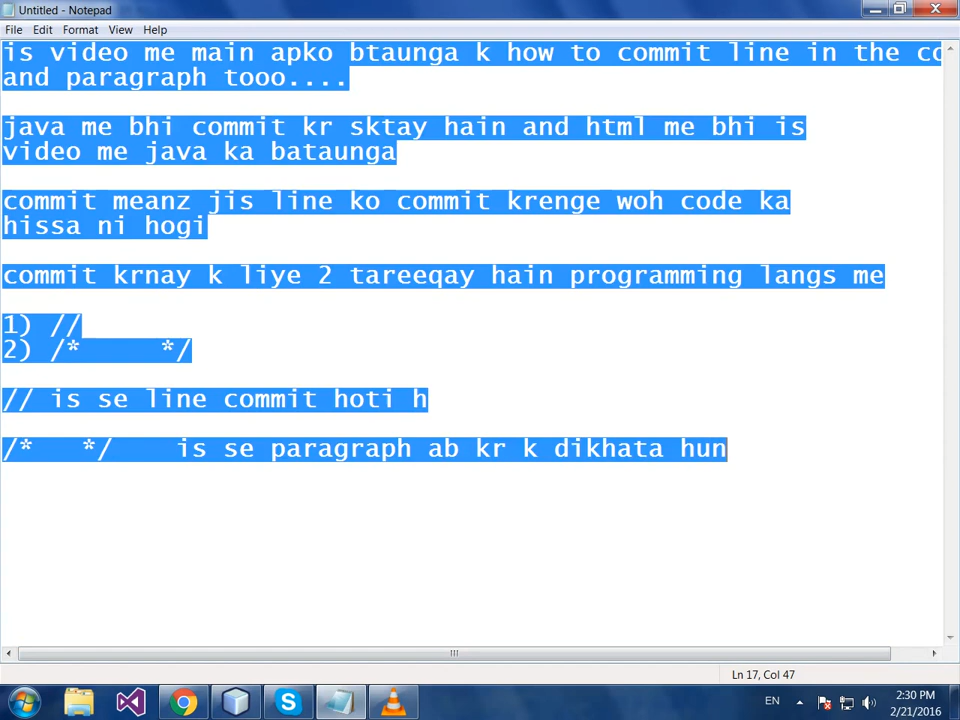 Untitled - Notepad
File Edit Format View Help
is video me main apko btaunga k how to commit line in the
and paragraph tooo....
java me bhi commit kr sktay hain and html me bhi is
video me java ka bataunga
commit meanz jis line ko commit krenge woh code ka
hissa ni hogi
commit krnay k liye 2 tareeqay hain programming langs me
1) //
2) /* */
// is se line commit hoti h
/* */ is se paragraph ab kr k dikhata hun
Ln 17, Col 47
EN
2:30 PM
2/21/2016